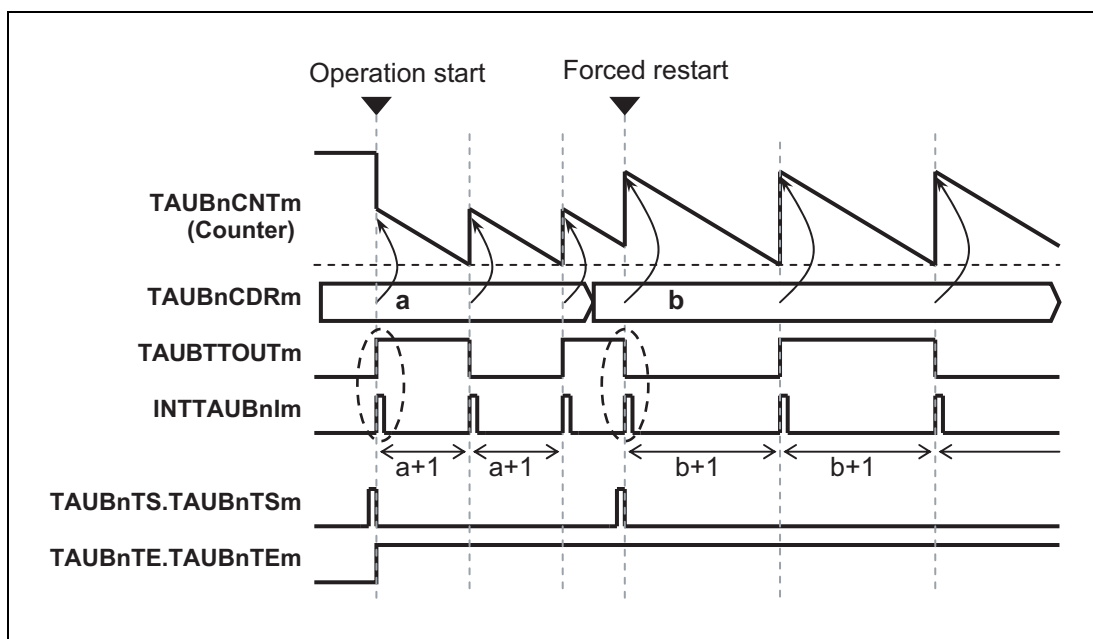 Operation start
Forced restart
TAUBnCNTm
(Counter)
TAUBnCDRm
a
b
TAUBTTOUTm
INTTAUBnIm
a+1
a+1
b+1
b+1
TAUBnTS.TAUBnTSm
TAUBnTE.TAUBnTEm